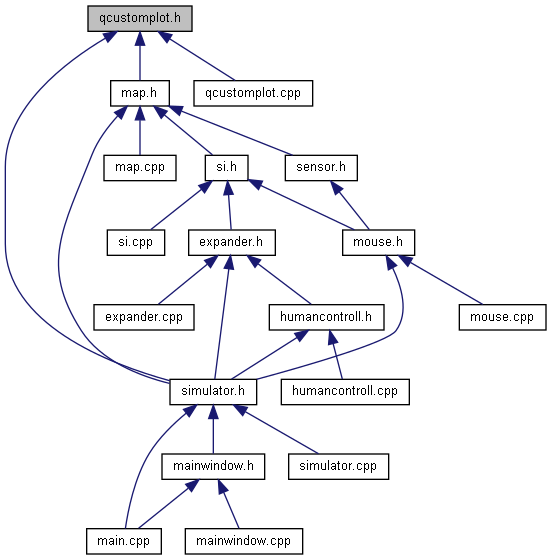 qcustomplot.h
map.h
qcustomplot.cpp
map.cpp
si.h
sensor.h
si.cpp
expander.h
mouse.h
expander.cpp
humancontroll.h
mouse.cpp
simulator.h
humancontroll.cpp
mainwindow.h
simulator.cpp
main.cpp
mainwindow.cpp